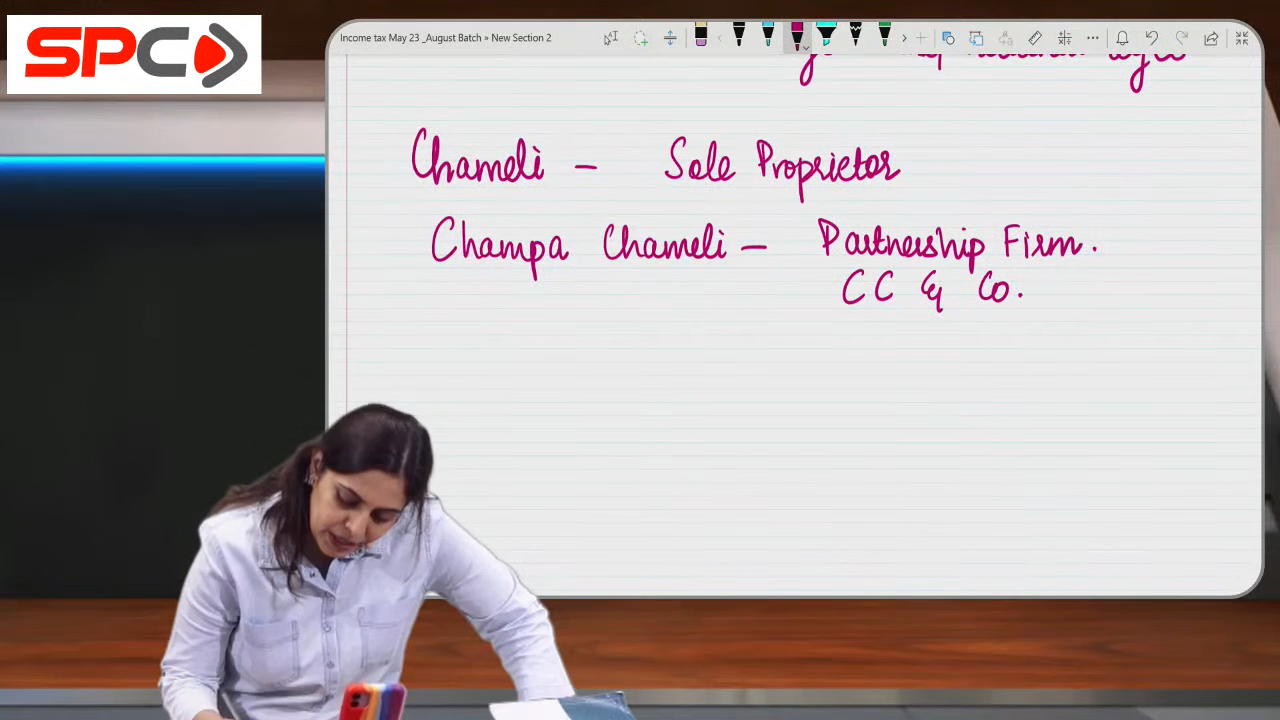 SPC
Income tax May 23 _August Batch » New Section 2
Chameli - Sole Proprietor
Champa Chameli - Partnership Firm.
CC & Co.